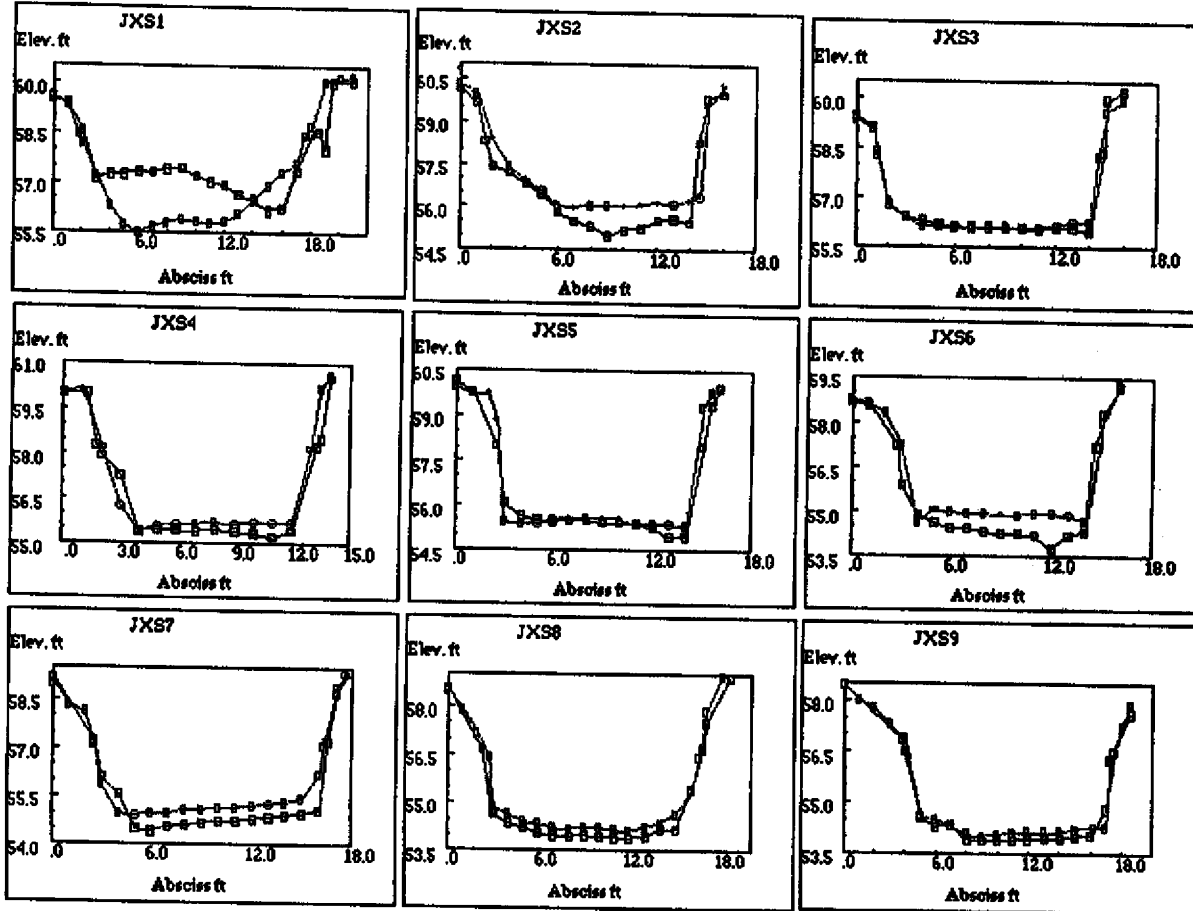 JXS1
Elev. ft
60.0
58.5
57.0
55.5
.0 6.0 12.0 18.0
Absciss ft
JXS2
Elev. ft
60.5
59.0
57.5
56.0
54.5
.0 6.0 12.0 18.0
Absciss ft
JXS3
Elev. ft
60.0
58.5
57.0
55.5
.0 6.0 12.0 18.0
Absciss ft
JXS4
Elev. ft
61.0
59.5
58.0
56.5
55.0
.0 3.0 6.0 9.0 12.0 15.0
Absciss ft
JXS5
Elev. ft
60.5
59.0
57.5
56.0
54.5
.0 6.0 12.0 18.0
Absciss ft
JXS6
Elev. ft
59.5
58.0
56.5
55.0
53.5
.0 6.0 12.0 18.0
Absciss ft
JXS7
Elev. ft
58.5
57.0
55.5
54.0
6.0 12.0 18.0
Absciss ft
JXS8
Elev. ft
58.0
56.5
55.0
53.5
.0 6.0 12.0 18.0
Absciss ft
JXS9
Elev. ft
58.0
56.5
55.0
53.5
.0 6.0 12.0 18.0
Absciss ft